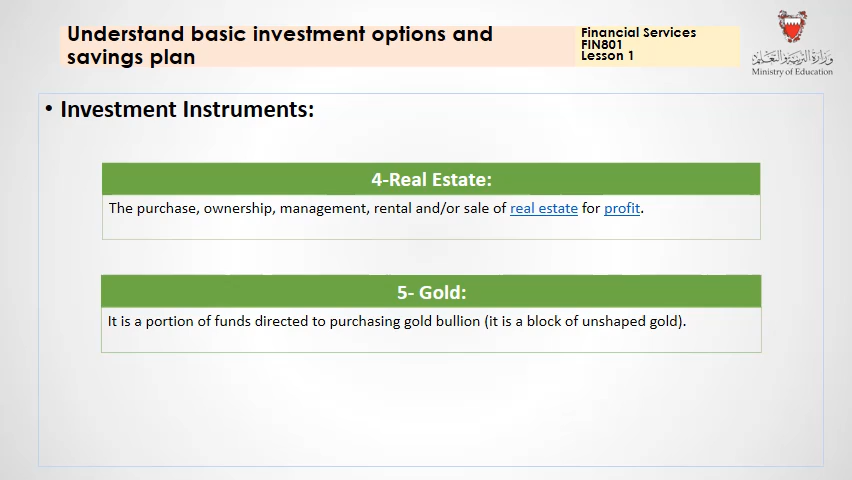 Understand basic investment options and
savings plan
Financial Services
FIN801
Lesson 1
وزارة التربية والتعليم
Ministry of Education
• Investment Instruments:
4-Real Estate:
The purchase, ownership, management, rental and/or sale of real estate for profit.
5- Gold:
It is a portion of funds directed to purchasing gold bullion (it is a block of unshaped gold).